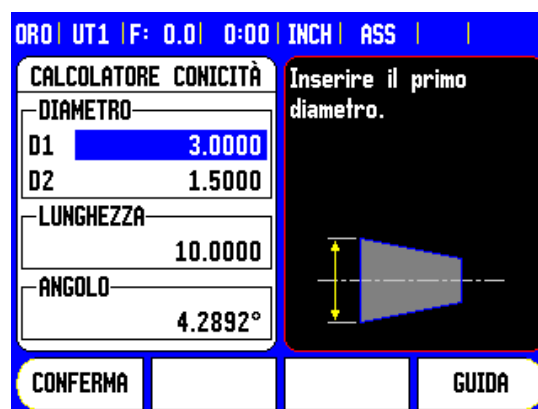 ORO| UT1 |F: 0.0| 0:00| INCH| ASS | |
CALCOLATORE CONICITÀ
DIAMETRO
D1 3.0000
D2 1.5000
LUNGHEZZA
10.0000
ANGOLO
4.2892°
Inserire il primo
diametro.
CONFERMA
GUIDA